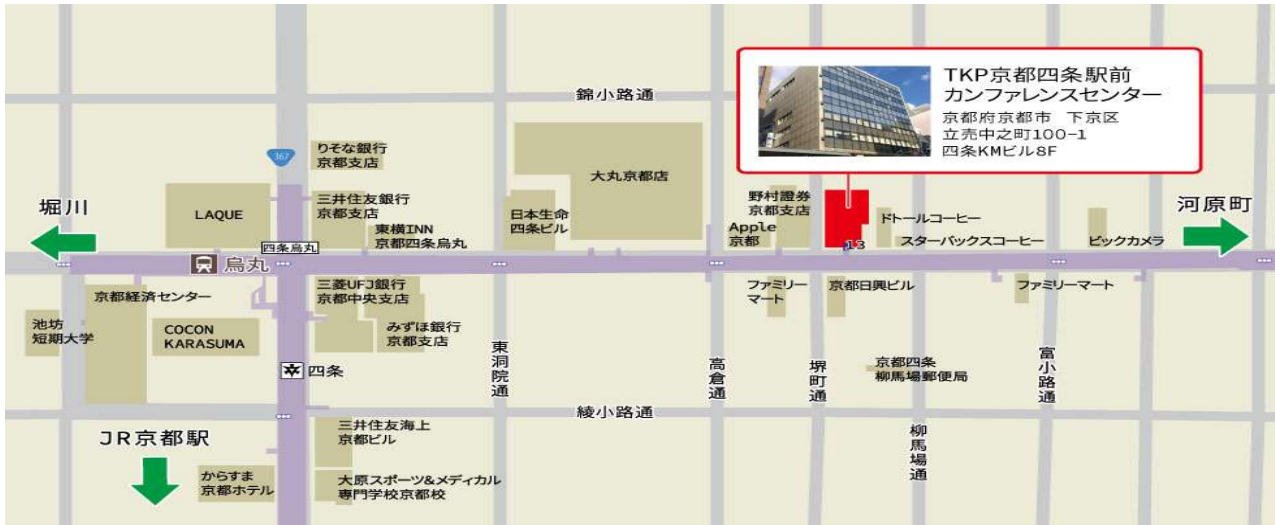 TKP京都四条駅前
カンファレンスセンター
京都府京都市 下京区
立売中之町100-1
四条KMビル8F
錦小路通
367
りそな銀行
京都支店
大丸京都店
堀川
LAQUE
三井住友銀行
京都支店
東横INN
京都四条烏丸
日本生命
四条ビル
野村證券
京都支店
Apple
京都
ドトールコーヒー
スターバックスコーヒー
ビックカメラ
河原町
13
四条烏丸
烏丸
京都経済センター
三菱UFJ銀行
京都中央支店
ファミリー
マート
京都日興ビル
ファミリーマート
池坊
短期大学
COCON
KARASUMA
みずほ銀行
京都支店
四条
東洞院通
高倉通
堺町通
京都四条
柳馬場郵便局
富小路通
綾小路通
柳馬場通
JR京都駅
三井住友海上
京都ビル
からすま
京都ホテル
大原スポーツ&メディカル
専門学校京都校